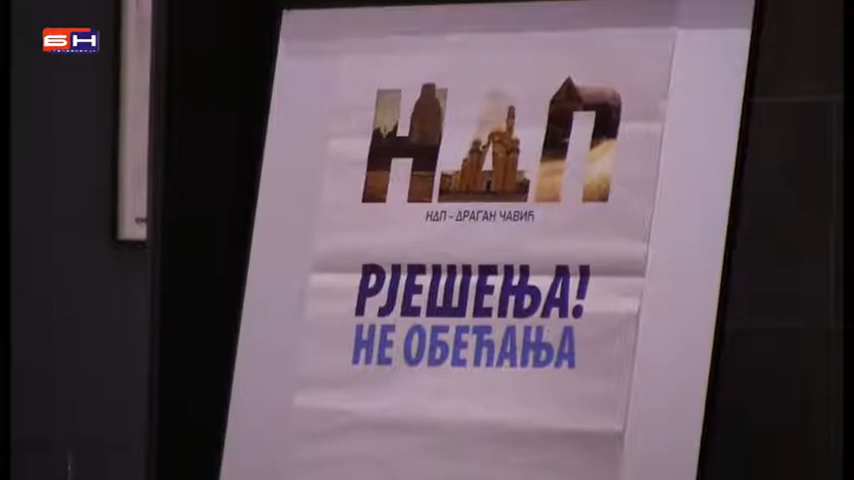 БН
НДП
НДП - ДРАГАН ЧАВИЋ
РЈЕШЕЊА!
НЕ ОБЕЋАЊА